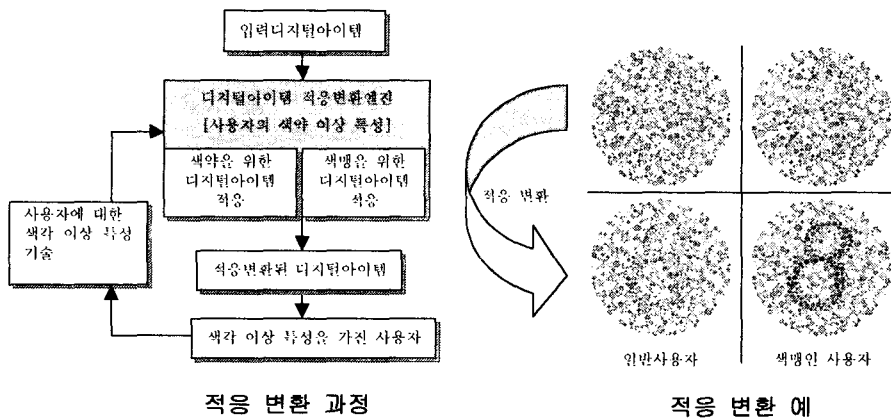 입력디지털아이템
디지털아이템 적응변환엔진
[사용자의 색약 이상 특성]
색약을 위한
디지털아이템
적응
색맹을 위한
디지털아이템
적응
사용자에 대한
색각 이상 특성
기술
적응변환된 디지털아이템
색각 이상 특성을 가진 사용자
적응 변환 과정
적응 변환
일반사용자
색맹인 사용자
적응 변환 예